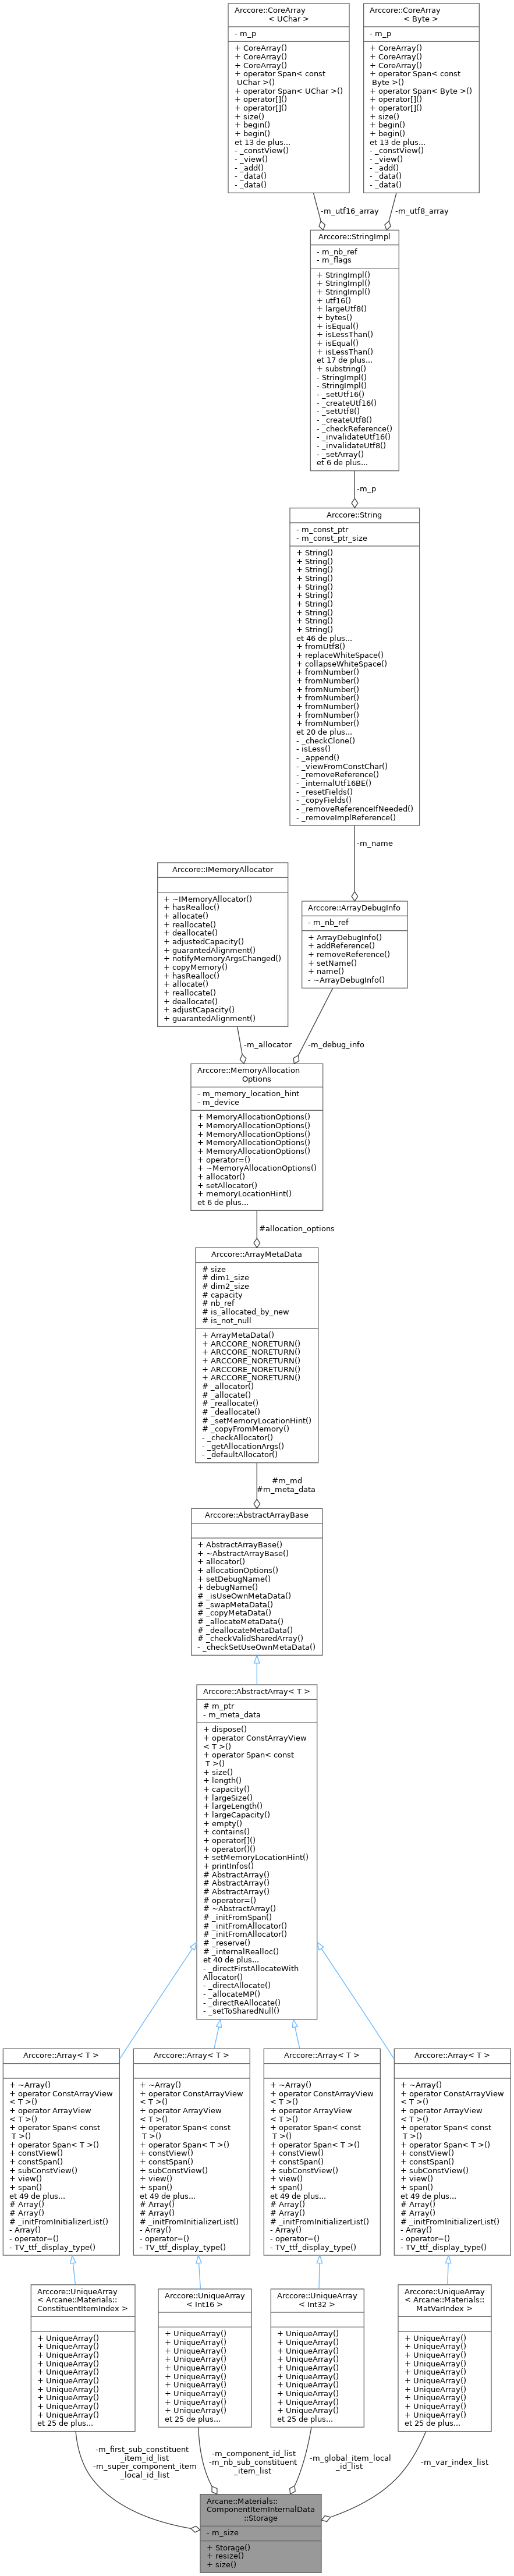 Arccore::CoreArray
< UChar >
- m_p
+ CoreArray()
+ CoreArray()
+ CoreArray()
+ operator Span< const
UChar >()
+ operator Span< UChar >()
+ operator[]()
+ operator[]()
+ size()
+ begin()
+ begin()
et 13 de plus...
- _constView()
- _view()
- _add()
- _data()
- _data()
Arccore::CoreArray
< Byte >
- m_p
+ CoreArray()
+ CoreArray()
+ CoreArray()
+ operator Span< const
Byte >()
+ operator Span< Byte >()
+ operator[]()
+ operator[]()
+ size()
+ begin()
+ begin()
et 13 de plus...
- _constView()
- _view()
- _add()
- _data()
- _data()
-m_utf16_array
-m_utf8_array
Arccore::StringImpl
- m_nb_ref
- m_flags
+ StringImpl()
+ StringImpl()
+ StringImpl()
+ utf16()
+ largeUtf8()
+ bytes()
+ isEqual()
+ isLessThan()
+ isEqual()
+ isLessThan()
et 17 de plus...
+ substring()
- StringImpl()
- StringImpl()
- _setUtf16()
- _createUtf16()
- _setUtf8()
- _createUtf8()
- _checkReference()
- _invalidateUtf16()
- _invalidateUtf8()
- _setArray()
et 6 de plus...
-m_p
Arccore::String
- m_const_ptr
- m_const_ptr_size
+ String()
+ String()
+ String()
+ String()
+ String()
+ String()
+ String()
+ String()
+ String()
+ String()
et 46 de plus...
+ fromUtf8()
+ replaceWhiteSpace()
+ collapseWhiteSpace()
+ fromNumber()
+ fromNumber()
+ fromNumber()
+ fromNumber()
+ fromNumber()
+ fromNumber()
+ fromNumber()
et 20 de plus...
- _checkClone()
- isLess()
- _append()
- _viewFromConstChar()
- _removeReference()
- _internalUtf16BE()
- _resetFields()
- _copyFields()
- _removeReferenceIfNeeded()
- _removeImplReference()
-m_name
Arccore::IMemoryAllocator
+ ~IMemoryAllocator()
+ hasRealloc()
+ allocate()
+ reallocate()
+ deallocate()
+ adjustedCapacity()
+ guarantedAlignment()
+ notifyMemoryArgsChanged()
+ copyMemory()
+ hasRealloc()
+ allocate()
+ reallocate()
+ deallocate()
+ adjustCapacity()
+ guarantedAlignment()
Arccore::ArrayDebugInfo
- m_nb_ref
+ ArrayDebugInfo()
+ addReference()
+ removeReference()
+ setName()
+ name()
- ~ArrayDebugInfo()
-m_allocator
-m_debug_info
Arccore::MemoryAllocation
Options
- m_memory_location_hint
- m_device
+ MemoryAllocationOptions()
+ MemoryAllocationOptions()
+ MemoryAllocationOptions()
+ MemoryAllocationOptions()
+ MemoryAllocationOptions()
+ operator=()
+ ~MemoryAllocationOptions()
+ allocator()
+ setAllocator()
+ memoryLocationHint()
et 6 de plus...
#allocation_options
Arccore::ArrayMetaData
# size
# dim1_size
# dim2_size
# capacity
# nb_ref
# is_allocated_by_new
# is_not_null
+ ArrayMetaData()
+ ARCCORE_NORETURN()
+ ARCCORE_NORETURN()
+ ARCCORE_NORETURN()
+ ARCCORE_NORETURN()
+ ARCCORE_NORETURN()
# _allocator()
# _allocate()
# _reallocate()
# _deallocate()
# _setMemoryLocationHint()
# _copyFromMemory()
- _checkAllocator()
- _getAllocationArgs()
- _defaultAllocator()
#m_md
#m_meta_data
Arccore::AbstractArrayBase
+ AbstractArrayBase()
+ ~AbstractArrayBase()
+ allocator()
+ allocationOptions()
+ setDebugName()
+ debugName()
# _isUseOwnMetaData()
# _swapMetaData()
# _copyMetaData()
# _allocateMetaData()
# _deallocateMetaData()
# _checkValidSharedArray()
- _checkSetUseOwnMetaData()
Arccore::AbstractArray< T >
# m_ptr
- m_meta_data
+ dispose()
+ operator ConstArrayView
< T >()
+ operator Span< const
T >()
+ size()
+ length()
+ capacity()
+ largeSize()
+ largeLength()
+ largeCapacity()
+ empty()
+ contains()
+ operator[]()
+ operator()()
+ setMemoryLocationHint()
+ printInfos()
# AbstractArray()
# AbstractArray()
# AbstractArray()
# operator=()
# ~AbstractArray()
# _initFromSpan()
# _initFromAllocator()
# _initFromAllocator()
# _reserve()
# _internalRealloc()
et 40 de plus...
- _directFirstAllocateWith
Allocator()
- _directAllocate()
- _allocateMP()
- _directReAllocate()
- _setToSharedNull()
Arccore::Array< T >
+ ~Array()
+ operator ConstArrayView
< T >()
+ operator ArrayView
< T >()
+ operator Span< const
T >()
+ operator Span< T >()
+ constView()
+ constSpan()
+ subConstView()
+ view()
+ span()
et 49 de plus...
# Array()
# Array()
# _initFromInitializerList()
- Array()
- operator=()
- TV_ttf_display_type()
Arccore::Array< T >
+ ~Array()
+ operator ConstArrayView
< T >()
+ operator ArrayView
< T >()
+ operator Span< const
T >()
+ operator Span< T >()
+ constView()
+ constSpan()
+ subConstView()
+ view()
+ span()
et 49 de plus...
# Array()
# Array()
# _initFromInitializerList()
- Array()
- operator=()
- TV_ttf_display_type()
Arccore::Array< T >
+ ~Array()
+ operator ConstArrayView
< T >()
+ operator ArrayView
< T >()
+ operator Span< const
T >()
+ operator Span< T >()
+ constView()
+ constSpan()
+ subConstView()
+ view()
+ span()
et 49 de plus...
# Array()
# Array()
# _initFromInitializerList()
- Array()
- operator=()
- TV_ttf_display_type()
Arccore::Array< T >
+ ~Array()
+ operator ConstArrayView
< T >()
+ operator ArrayView
< T >()
+ operator Span< const
T >()
+ operator Span< T >()
+ constView()
+ constSpan()
+ subConstView()
+ view()
+ span()
et 49 de plus...
# Array()
# Array()
# _initFromInitializerList()
- Array()
- operator=()
- TV_ttf_display_type()
Arccore::UniqueArray
< Arcane::Materials::
ConstituentItemIndex >
+ UniqueArray()
+ UniqueArray()
+ UniqueArray()
+ UniqueArray()
+ UniqueArray()
+ UniqueArray()
+ UniqueArray()
+ UniqueArray()
+ UniqueArray()
+ UniqueArray()
et 25 de plus...
Arccore::UniqueArray
< Int16 >
+ UniqueArray()
+ UniqueArray()
+ UniqueArray()
+ UniqueArray()
+ UniqueArray()
+ UniqueArray()
+ UniqueArray()
+ UniqueArray()
+ UniqueArray()
+ UniqueArray()
et 25 de plus...
Arccore::UniqueArray
< Int32 >
+ UniqueArray()
+ UniqueArray()
+ UniqueArray()
+ UniqueArray()
+ UniqueArray()
+ UniqueArray()
+ UniqueArray()
+ UniqueArray()
+ UniqueArray()
+ UniqueArray()
et 25 de plus...
Arccore::UniqueArray
< Arcane::Materials::
MatVarIndex >
+ UniqueArray()
+ UniqueArray()
+ UniqueArray()
+ UniqueArray()
+ UniqueArray()
+ UniqueArray()
+ UniqueArray()
+ UniqueArray()
+ UniqueArray()
+ UniqueArray()
et 25 de plus...
-m_first_sub_constituent
_item_id_list
-m_super_component_item
_local_id_list
-m_component_id_list
-m_nb_sub_constituent
_item_list
-m_global_item_local
_id_list
-m_var_index_list
Arcane::Materials::
ComponentItemInternalData
::Storage
- m_size
+ Storage()
+ resize()
+ size()